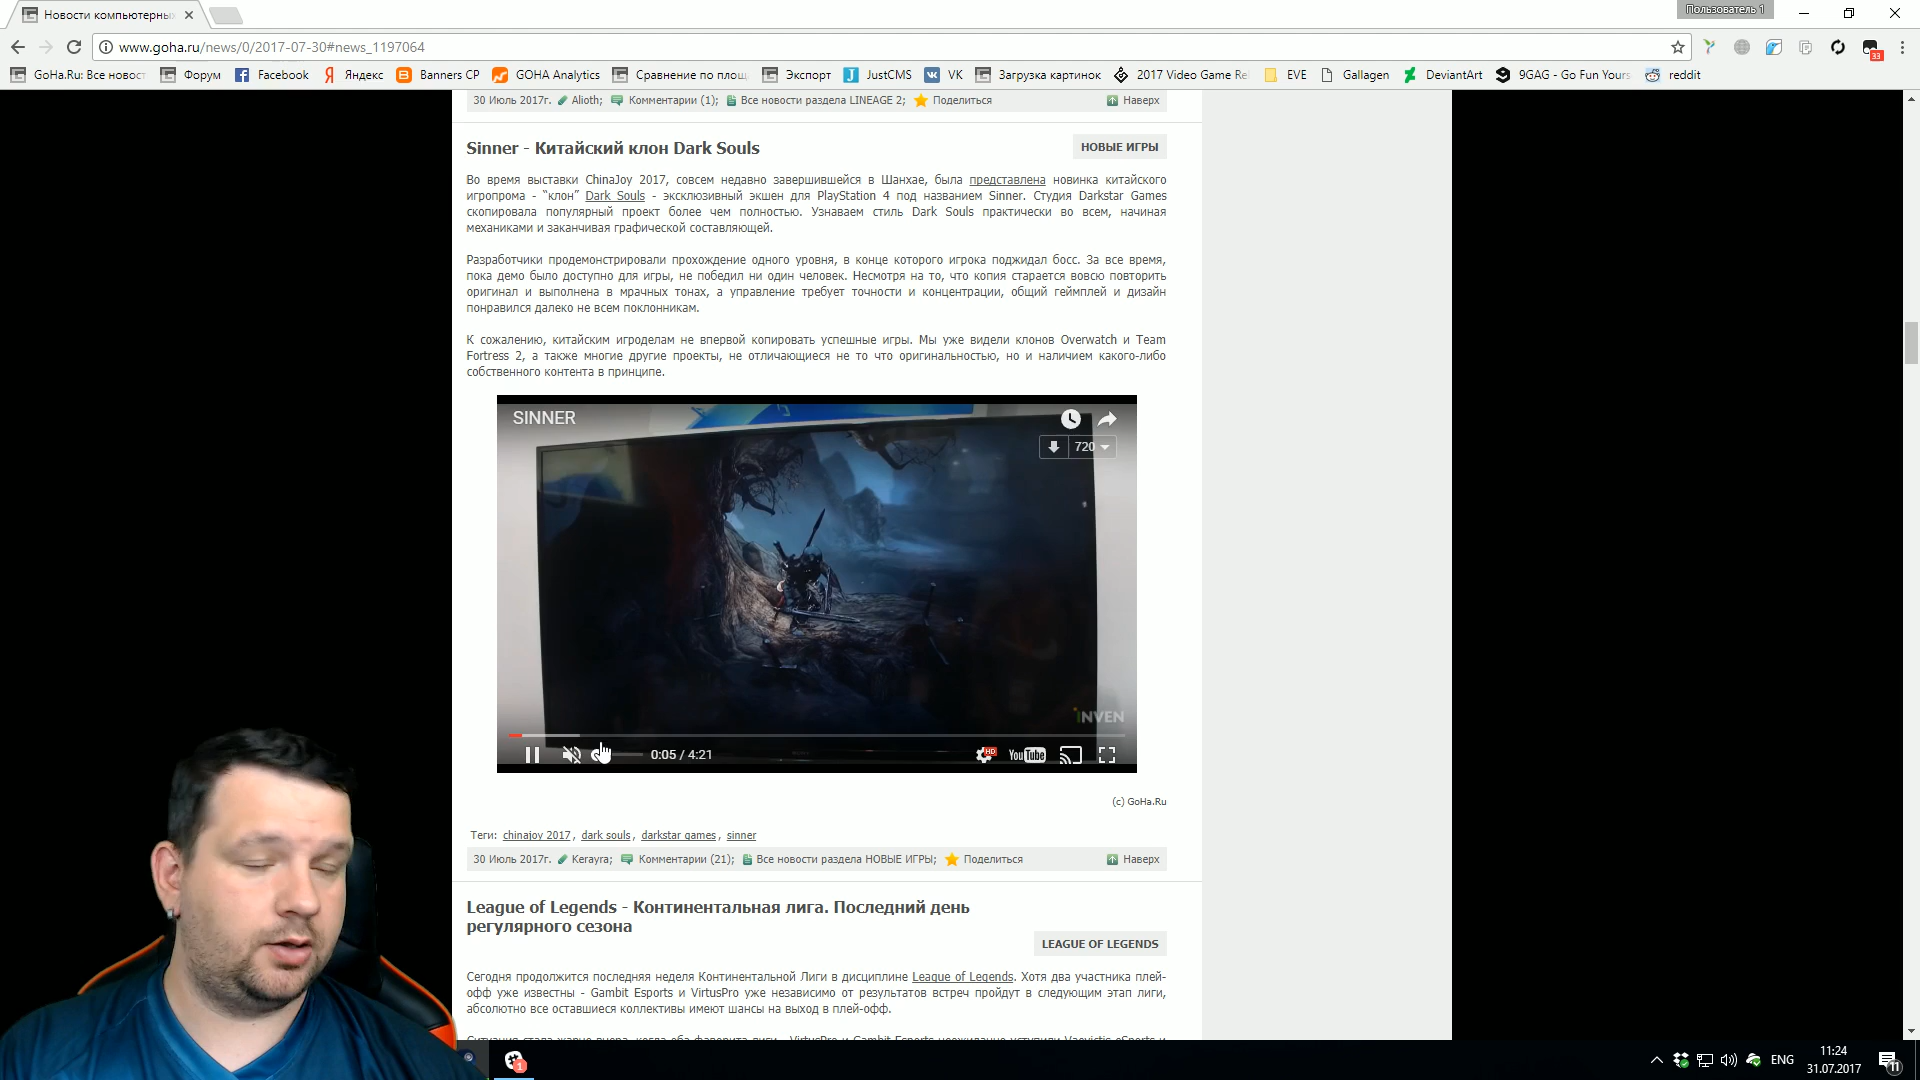 Новости компьютерны
Пользователь 1
www.goha.ru/news/0/2017-07-30#news_1197064
33
GoHa.Ru: Все новост
Форум
Facebook
Яндекс
Banners CP
GOHA Analytics
Сравнение по площ
Экспорт
JustCMS
VK
Загрузка картинок
2017 Video Game Rel
EVE
Gallagen
DeviantArt
9GAG - Go Fun Yours
reddit
30 Июль 2017г. Alioth; Комментарии (1); Все новости раздела LINEAGE 2; Поделиться Наверх
Sinner - Китайский клон Dark Souls
НОВЫЕ ИГРЫ
Во время выставки ChinaJoy 2017, совсем недавно завершившейся в Шанхае, была представлена новинка китайского
игропрома - "клон" Dark Souls - эксклюзивный экшен для PlayStation 4 под названием Sinner. Студия Darkstar Games
скопировала популярный проект более чем полностью. Узнаваем стиль Dark Souls практически во всем, начиная
механиками и заканчивая графической составляющей.
Разработчики продемонстрировали прохождение одного уровня, в конце которого игрока поджидал босс. За все время,
пока демо было доступно для игры, не победил ни один человек. Несмотря на то, что копия старается вовсю повторить
оригинал и выполнена в мрачных тонах, а управление требует точности и концентрации, общий геймплей и дизайн
понравился далеко не всем поклонникам.
К сожалению, китайским игроделам не впервой копировать успешные игры. Мы уже видели клонов Overwatch и Team
Fortress 2, а также многие другие проекты, не отличающиеся не то что оригинальностью, но и наличием какого-либо
собственного контента в принципе.
SINNER
720
INVEN
0:05 / 4:21
HD
YouTube
(c) GoHa.Ru
Теги: chinajoy 2017, dark souls, darkstar games, sinner
30 Июль 2017г. Kerayra; Комментарии (21); Все новости раздела НОВЫЕ ИГРЫ; Поделиться Наверх
League of Legends - Континентальная лига. Последний день
регулярного сезона
LEAGUE OF LEGENDS
Сегодня продолжится последняя неделя Континентальной Лиги в дисциплине League of Legends. Хотя два участника плей-
офф уже известны - Gambit Esports и VirtusPro уже независимо от результатов встреч пройдут в следующим этап лиги,
абсолютно все оставшиеся коллективы имеют шансы на выход в плей-офф.
1
ENG
11:24
31.07.2017
11